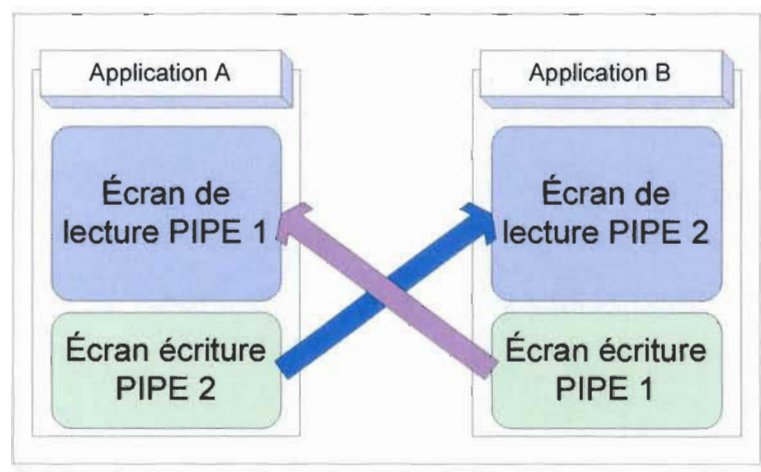 Application A
Écran de
lecture PIPE 1
Écran écriture
PIPE 2
Application B
Écran de
lecture PIPE 2
Écran écriture
PIPE 1